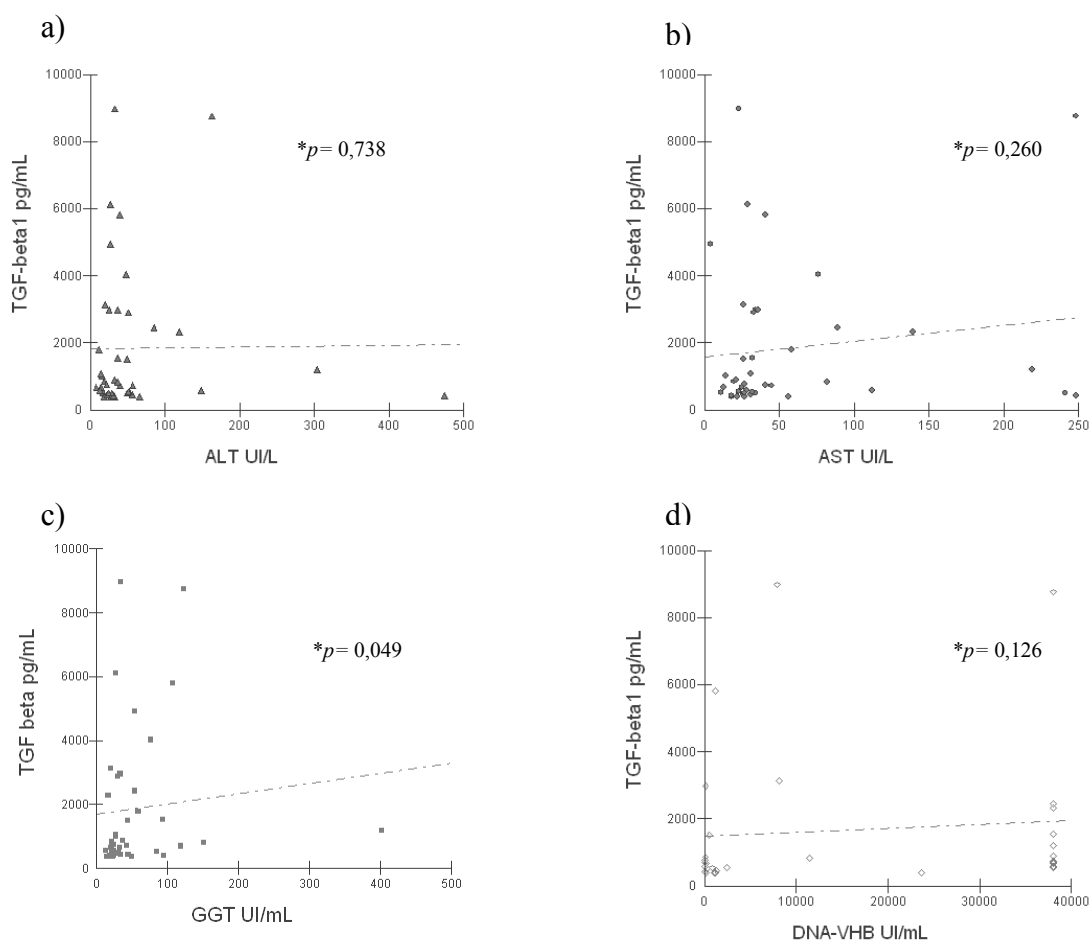 a)
10000
8000
6000
4000
2000
0
TGF-beta1 pg/mL
*p= 0,738
0 100 200 300 400 500
ALT UI/L
b)
10000
8000
6000
4000
2000
0
TGF-beta1 pg/mL
*p= 0,260
0 50 100 150 200 250
AST UI/L
c)
10000
8000
6000
4000
2000
0
TGF beta pg/mL
*p= 0,049
0 100 200 300 400 500
GGT UI/mL
d)
10000
8000
6000
4000
2000
0
TGF-beta1 pg/mL
*p= 0,126
0 10000 20000 30000 40000
DNA-VHB UI/mL